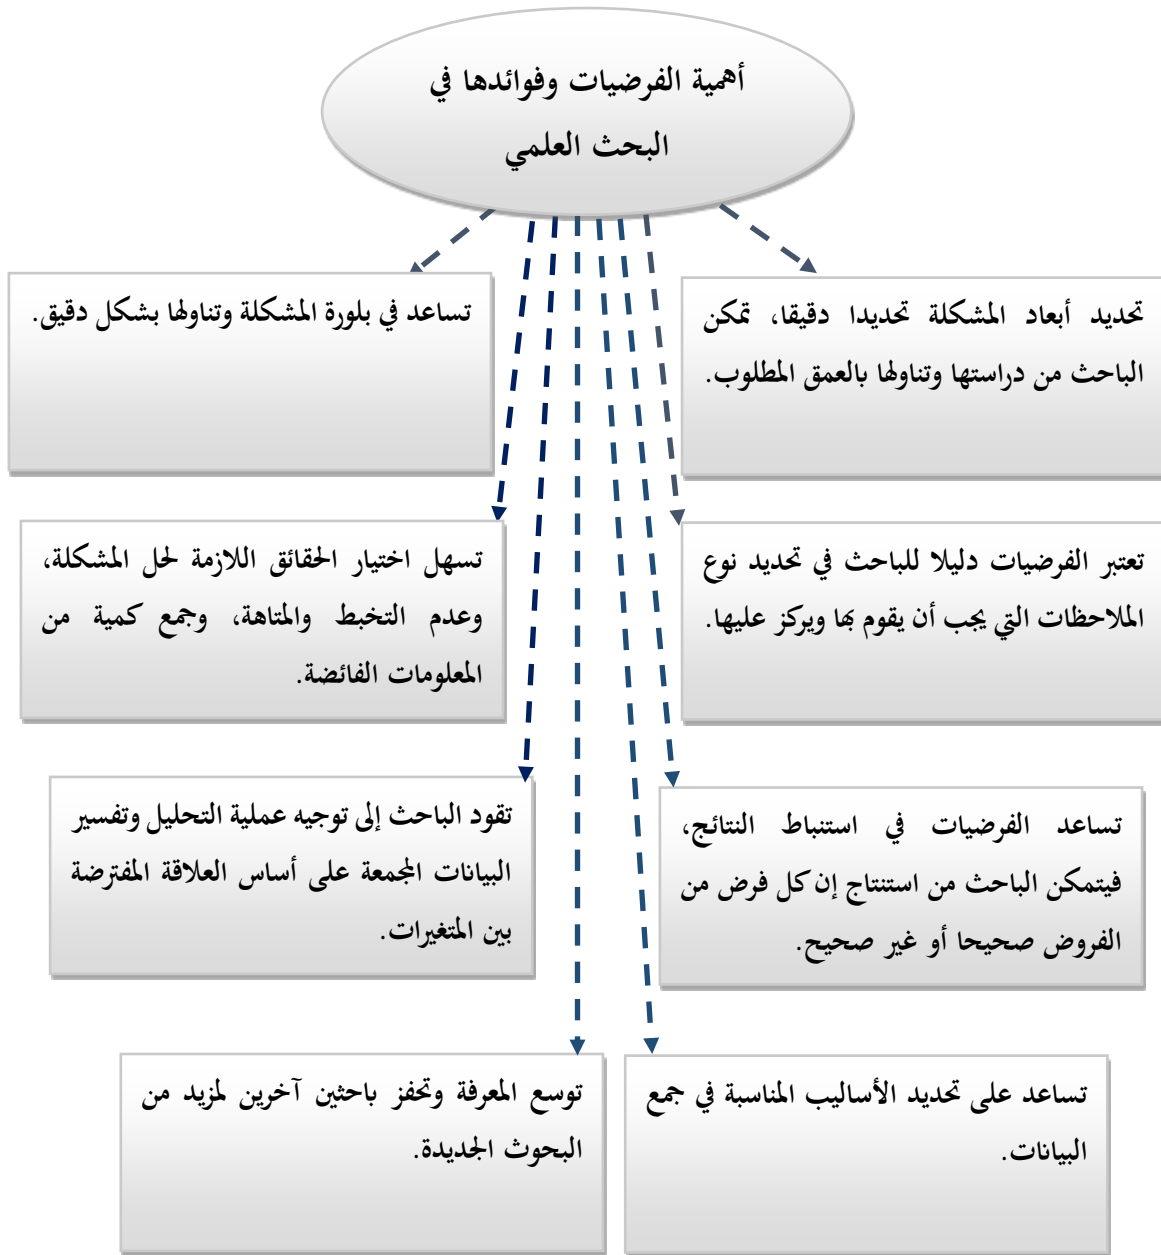 أهمية الفرضيات وفوائدها في
البحث العلمي
تحديد أبعاد المشكلة تحديدا دقيقا، تمكن
الباحث من دراستها وتناولها بالعمق المطلوب.
تساعد في بلورة المشكلة وتناولها بشكل دقيق.
تعتبر الفرضيات دليلا للباحث في تحديد نوع
الملاحظات التي يجب أن يقوم بها ويركز عليها.
تسهل اختيار الحقائق اللازمة لحل المشكلة،
وعدم التخبط والمتاهة، وجمع كمية من
المعلومات الفائضة.
تساعد الفرضيات في استنباط النتائج،
فيتمكن الباحث من استنتاج إن كل فرض من
الفروض صحيحا أو غير صحيح.
تقود الباحث إلى توجيه عملية التحليل وتفسير
البيانات المجمعة على أساس العلاقة المفترضة
بين المتغيرات.
تساعد على تحديد الأساليب المناسبة في جمع
البيانات.
توسع المعرفة وتحفز باحثين آخرين لمزيد من
البحوث الجديدة.